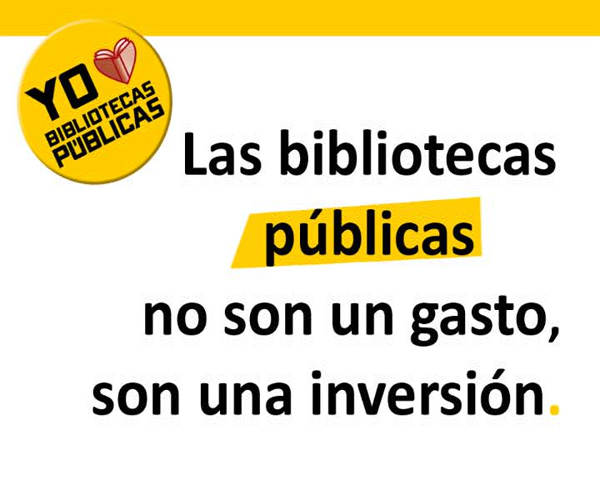 YO
BIBLIOTECAS
PÚBLICAS
Las bibliotecas
públicas
no son un gasto,
son una inversión.